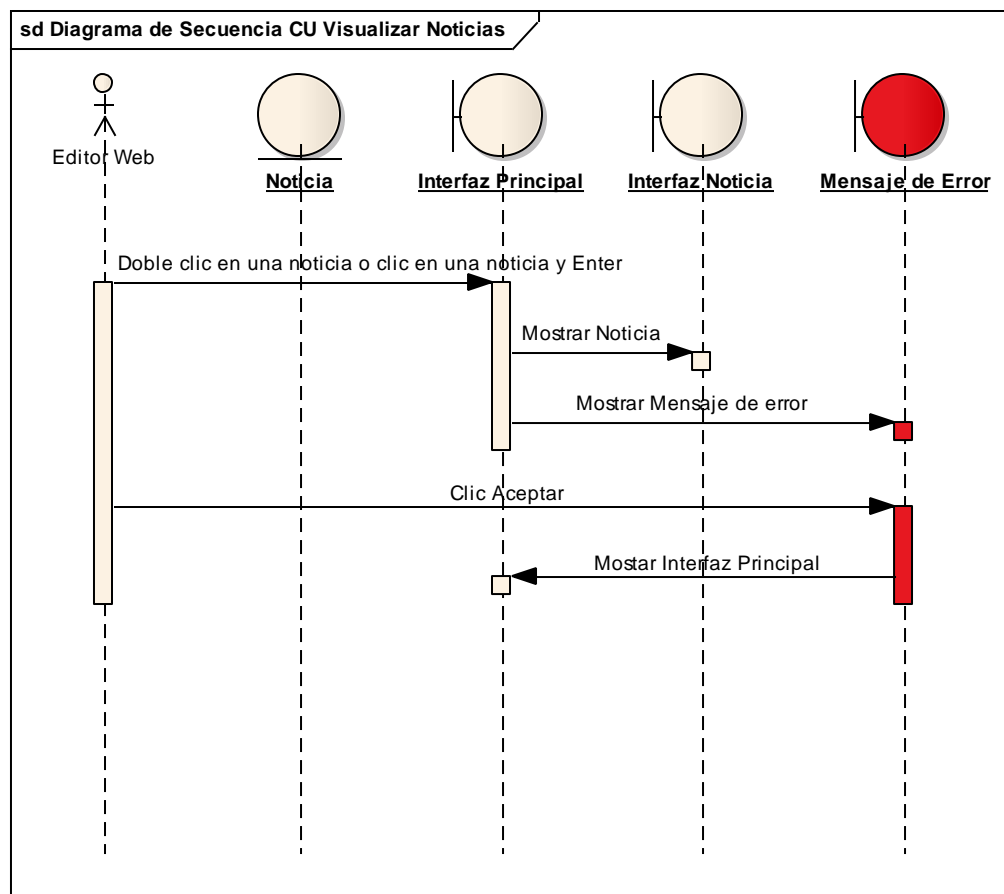 sd Diagrama de Secuencia CU Visualizar Noticias
Editor Web
Noticia
Interfaz Principal
Interfaz Noticia
Mensaje de Error
Doble clic en una noticia o clic en una noticia y Enter
Mostrar Noticia
Mostrar Mensaje de error
Clic Aceptar
Mostar Interfaz Principal